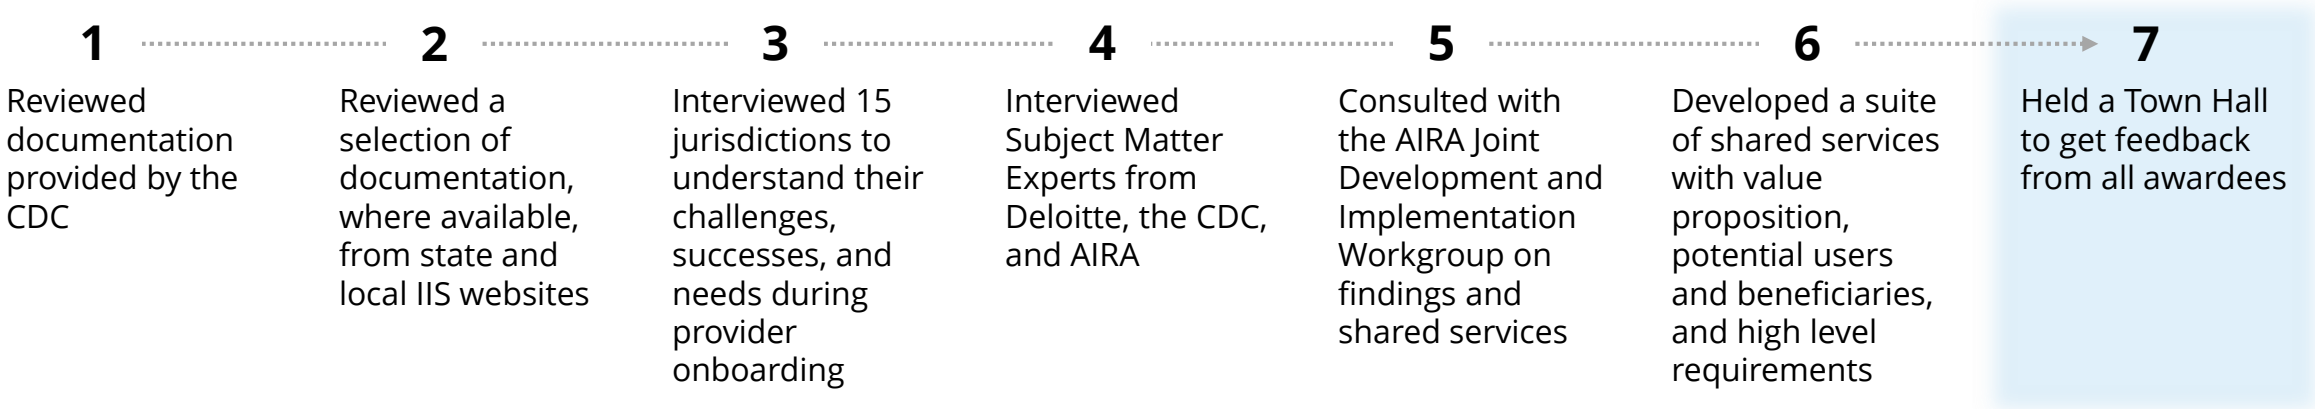 1
Reviewed
documentation
provided by the
CDC
2
Reviewed a
selection of
documentation,
where available,
from state and
local IIS websites
3
Interviewed 15
jurisdictions to
understand their
challenges,
successes, and
needs during
provider
onboarding
4
Interviewed
Subject Matter
Experts from
Deloitte, the CDC,
and AIRA
5
Consulted with
the AIRA Joint
Development and
Implementation
Workgroup on
findings and
shared services
6
Developed a suite
of shared services
with value
proposition,
potential users
and beneficiaries,
and high level
requirements
7
Held a Town Hall
to get feedback
from all awardees